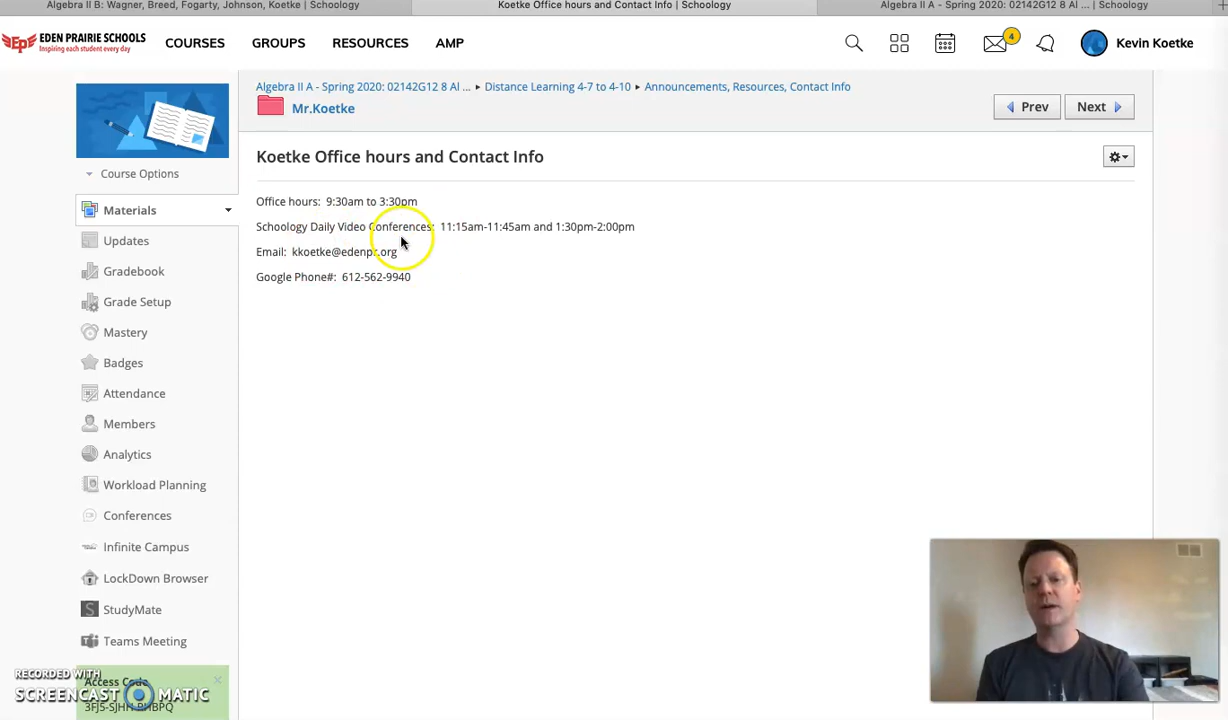 Algebra II B: Wagner, Breed, Fogarty, Johnson, Koetke | Schoology
Koetke Office hours and Contact Info | Schoology
Algebra II A - Spring 2020: 02142G12 8 Al ... | Schoology
EDEN PRAIRIE SCHOOLS
Inspiring each student every day
COURSES
GROUPS
RESOURCES
AMP
4
Kevin Koetke
Algebra II A - Spring 2020: 02142G12 8 Al ...
Distance Learning 4-7 to 4-10
Announcements, Resources, Contact Info
Mr.Koetke
Prev
Next
Koetke Office hours and Contact Info
Office hours: 9:30am to 3:30pm
Schoology Daily Video Conferences: 11:15am-11:45am and 1:30pm-2:00pm
Email: kkoetke@edenpr.org
Google Phone#: 612-562-9940
Course Options
Materials
Updates
Gradebook
Grade Setup
Mastery
Badges
Attendance
Members
Analytics
Workload Planning
Conferences
Infinite Campus
LockDown Browser
StudyMate
Teams Meeting
Access Code
RECORDED WITH
SCREENCAST MATIC